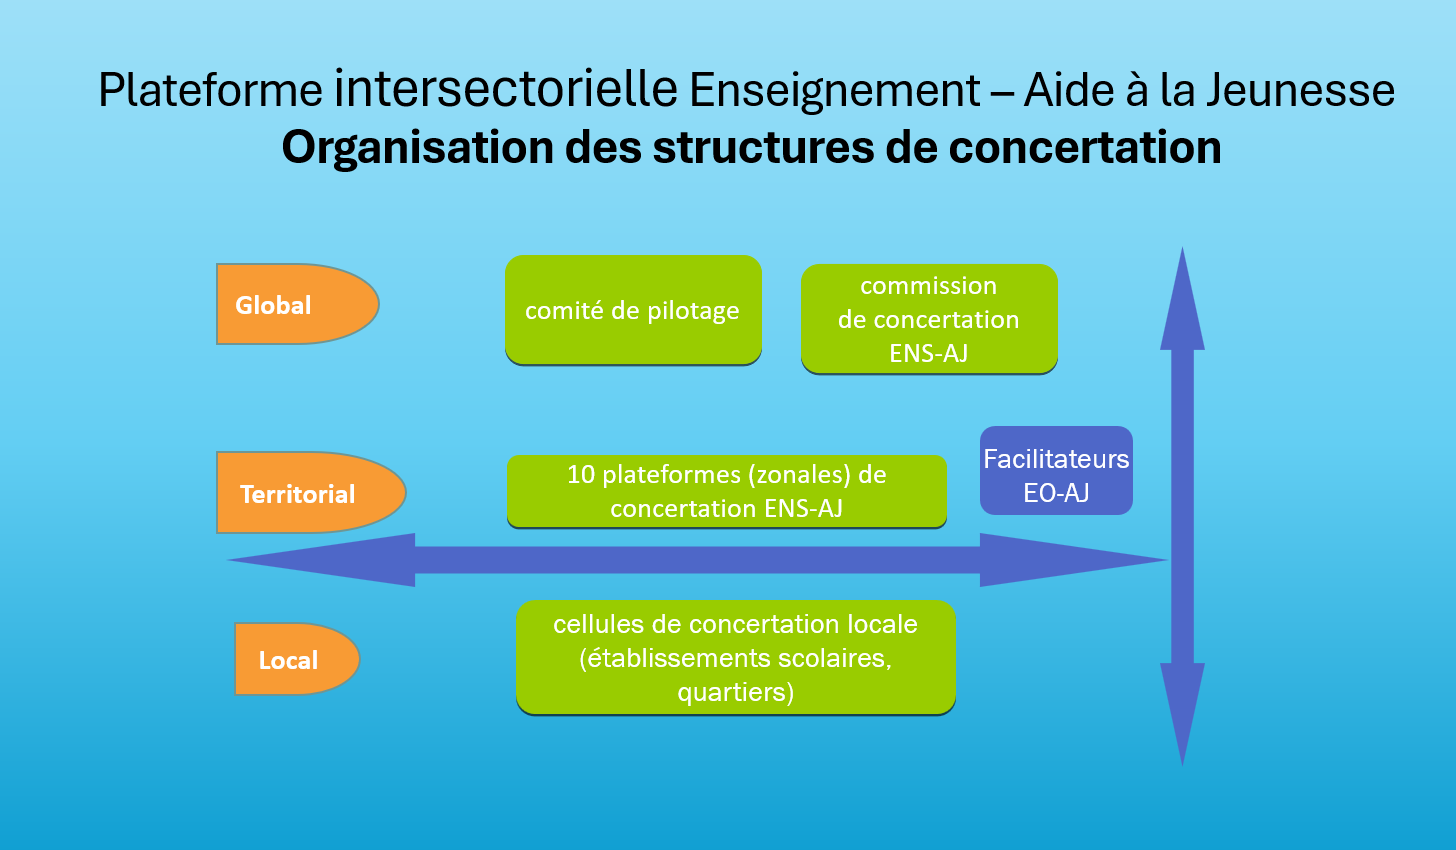 Plateforme intersectorielle Enseignement – Aide à la Jeunesse
Organisation des structures de concertation
Global
comité de pilotage
commission
de concertation
ENS-AJ
Territorial
10 plateformes (zonales) de
concertation ENS-AJ
Facilitateurs
EO-AJ
Local
cellules de concertation locale
(établissements scolaires,
quartiers)